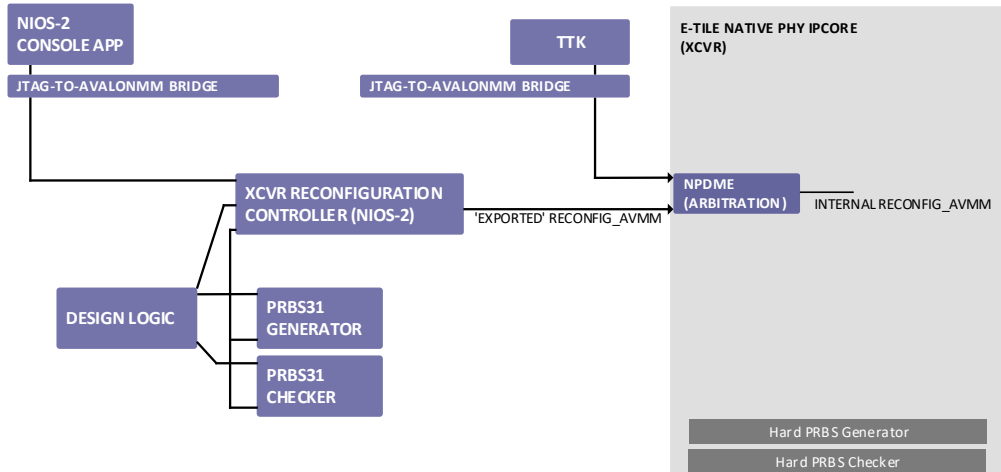 NIOS-2
CONSOLE APP
JTAG-TO-AVALONMM BRIDGE
TTK
JTAG-TO-AVALONMM BRIDGE
E-TILE NATIVE PHY IPCORE
(XCVR)
XCVR RECONFIGURATION
CONTROLLER (NIOS-2)
'EXPORTED' RECONFIG_AVMM
NPDME
(ARBITRATION)
INTERNAL RECONFIG_AVMM
DESIGN LOGIC
PRBS31
GENERATOR
PRBS31
CHECKER
Hard PRBS Generator
Hard PRBS Checker